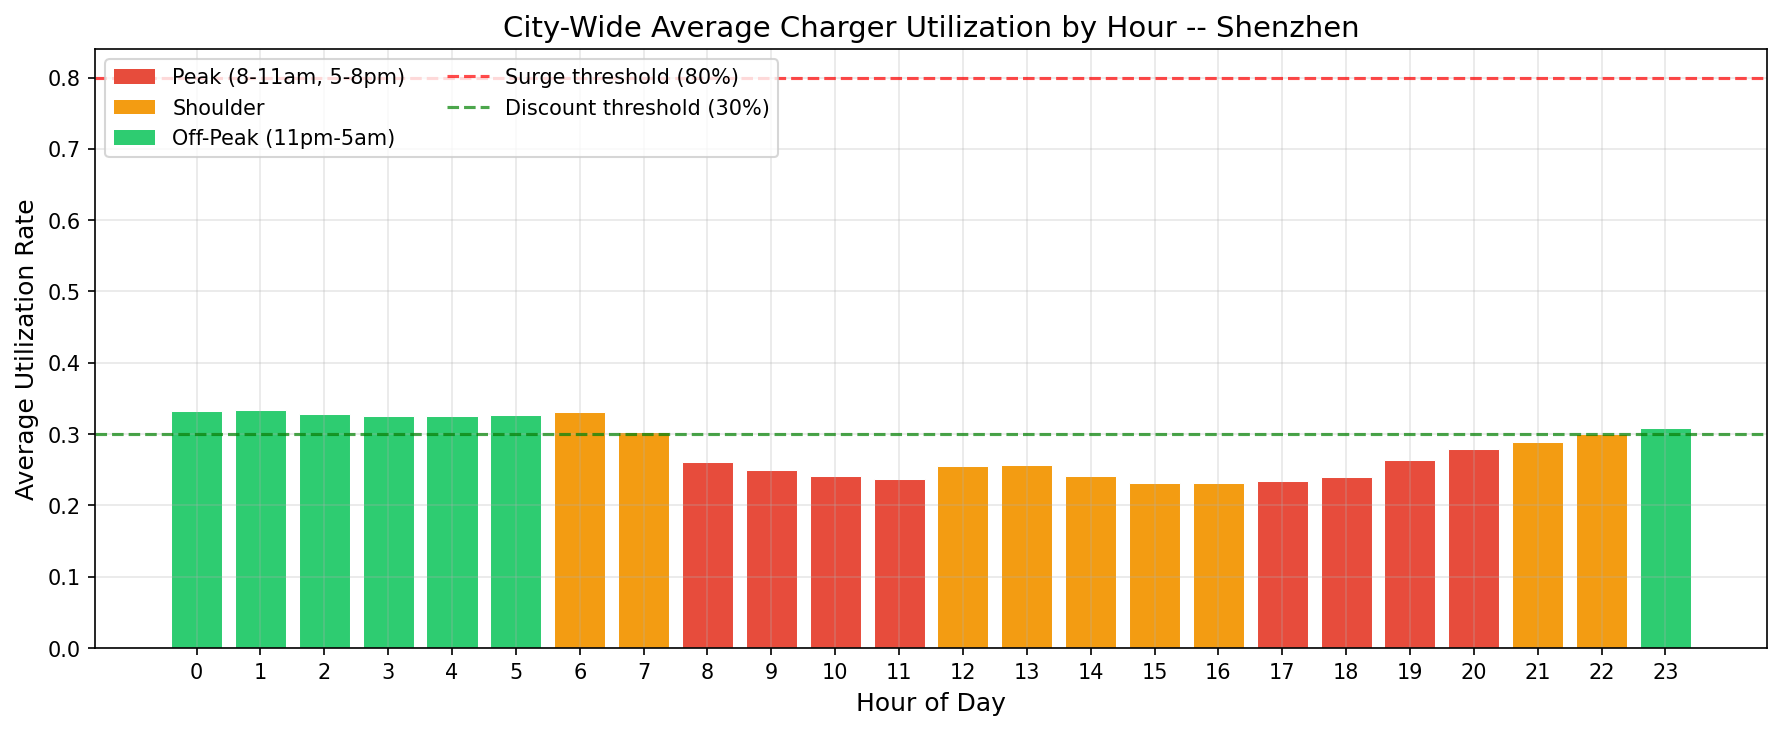 City-Wide Average Charger Utilization by Hour -- Shenzhen
Peak (8-11am, 5-8pm)
Shoulder
Off-Peak (11pm-5am)
Surge threshold (80%)
Discount threshold (30%)
Average Utilization Rate
0.8
0.7
0.6
0.5
0.4
0.3
0.2
0.1
0.0
0 1 2 3 4 5 6 7 8 9 10 11 12 13 14 15 16 17 18 19 20 21 22 23
Hour of Day